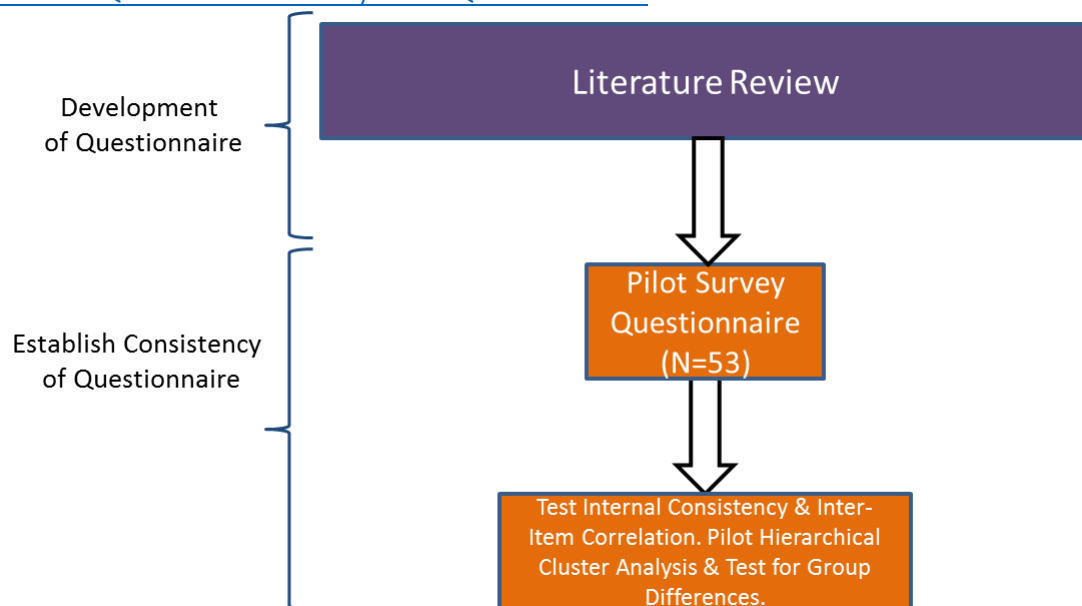 Literature Review
Development
of Questionnaire
Pilot Survey
Questionnaire
(N=53)
Establish Consistency
of Questionnaire
Test Internal Consistency & Inter-
Item Correlation. Pilot Hierarchical
Cluster Analysis & Test for Group
Differences.